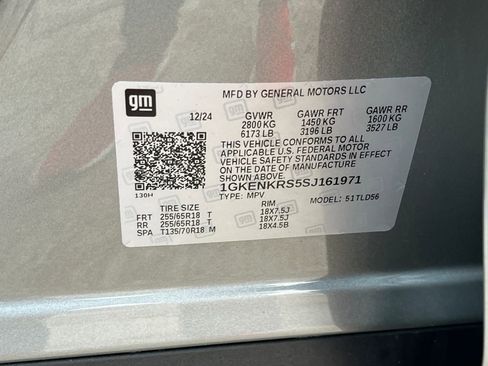 gm
MFD BY GENERAL MOTORS LLC
12/24 GVWR GAWR FRT GAWR RR
2800 KG 1450 KG 1600 KG
6173 LB 3196 LB 3527 LB
THIS VEHICLE CONFORMS TO ALL
APPLICABLE U.S. FEDERAL MOTOR
VEHICLE SAFETY STANDARDS IN EFFECT
ON THE DATE OF MANUFACTURE
SHOWN ABOVE.
1GKENKRS5SJ161971
130H TYPE: MPV MODEL: 51TLD56
TIRE SIZE RIM
FRT 255/65R18 T 18X7.5J
RR 255/65R18 T 18X7.5J
SPA T135/70R18 M 18X4.5B